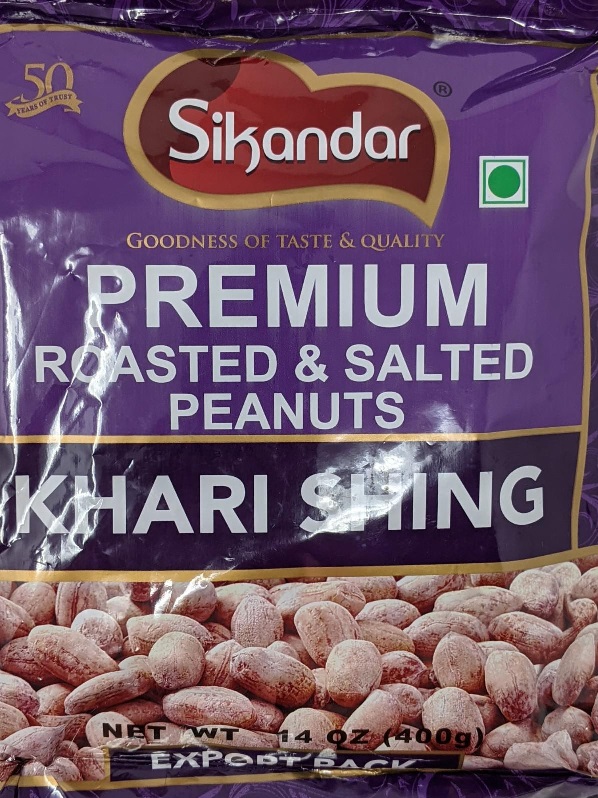 50
YEARS OF TRUST
Sikandar
®
GOODNESS OF TASTE & QUALITY
PREMIUM
ROASTED & SALTED
PEANUTS
KHARI SHING
NET WT 14 OZ (400g)
EXPORT PACK